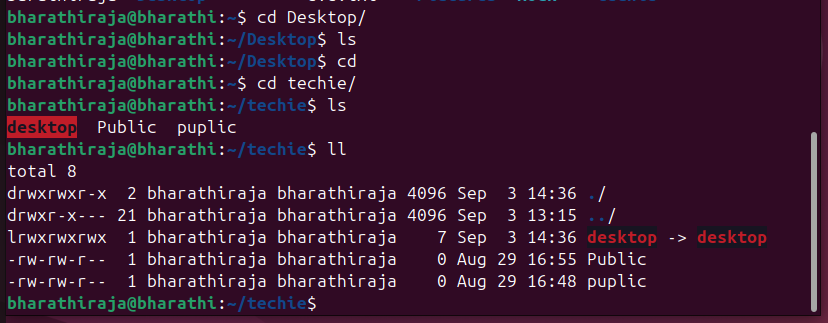 bharathiraja@bharathi:~$ cd Desktop/
bharathiraja@bharathi:~/Desktop$ ls
bharathiraja@bharathi:~/Desktop$ cd
bharathiraja@bharathi:~$ cd techie/
bharathiraja@bharathi:~/techie$ ls
desktop  Public  puplic
bharathiraja@bharathi:~/techie$ ll
total 8
drwxrwxr-x  2 bharathiraja bharathiraja 4096 Sep  3 14:36 ./
drwxr-x--- 21 bharathiraja bharathiraja 4096 Sep  3 13:15 ../
lrwxrwxrwx  1 bharathiraja bharathiraja    7 Sep  3 14:36 desktop -> desktop
-rw-rw-r--  1 bharathiraja bharathiraja    0 Aug 29 16:55 Public
-rw-rw-r--  1 bharathiraja bharathiraja    0 Aug 29 16:48 puplic
bharathiraja@bharathi:~/techie$